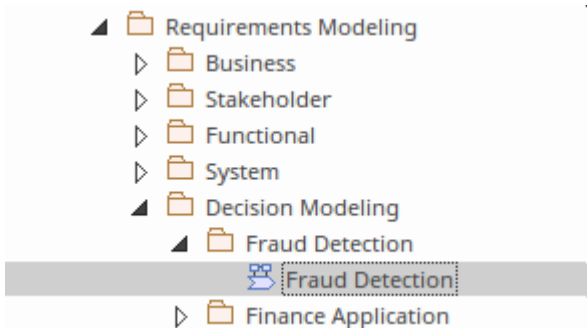 Requirements Modeling
Business
Stakeholder
Functional
System
Decision Modeling
Fraud Detection
Fraud Detection
Finance Application